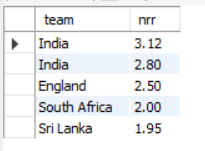 team nrr
India 3.12
India 2.80
England 2.50
South Africa 2.00
Sri Lanka 1.95